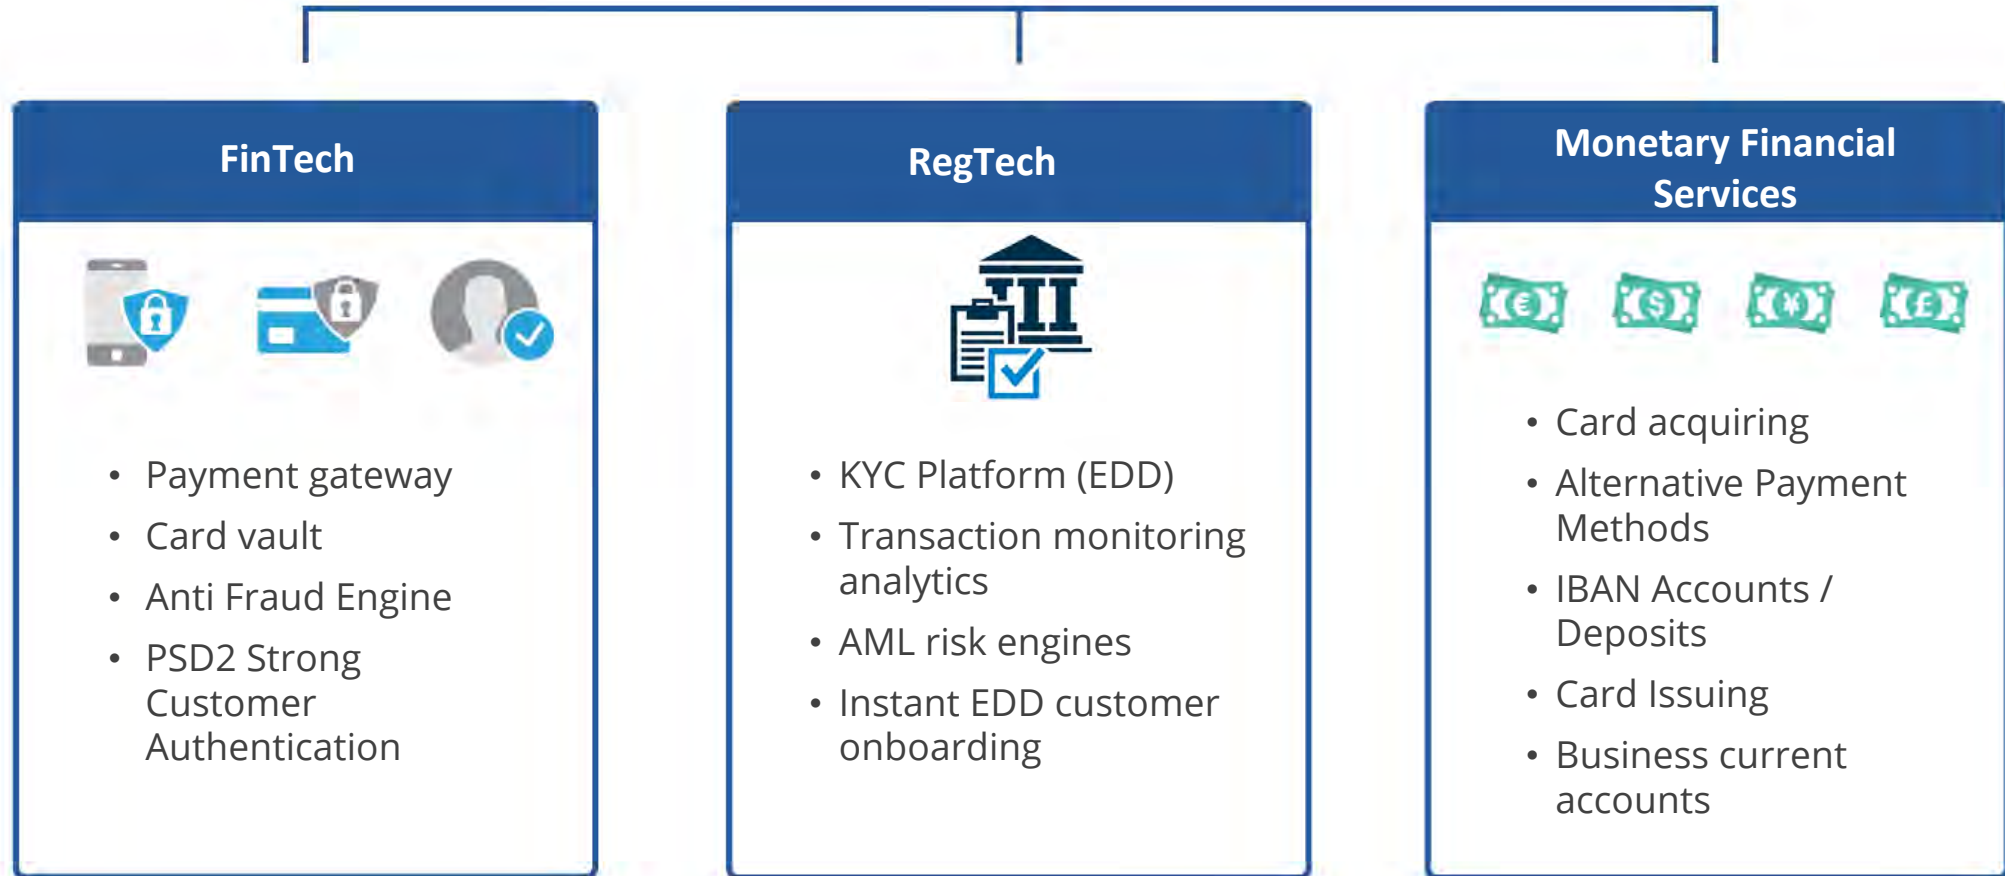 FinTech
• Payment gateway
• Card vault
• Anti Fraud Engine
• PSD2 Strong
Customer
Authentication
RegTech
• KYC Platform (EDD)
• Transaction monitoring
analytics
• AML risk engines
• Instant EDD customer
onboarding
Monetary Financial
Services
€ $ ¥ £
• Card acquiring
• Alternative Payment
Methods
• IBAN Accounts /
Deposits
• Card Issuing
• Business current
accounts